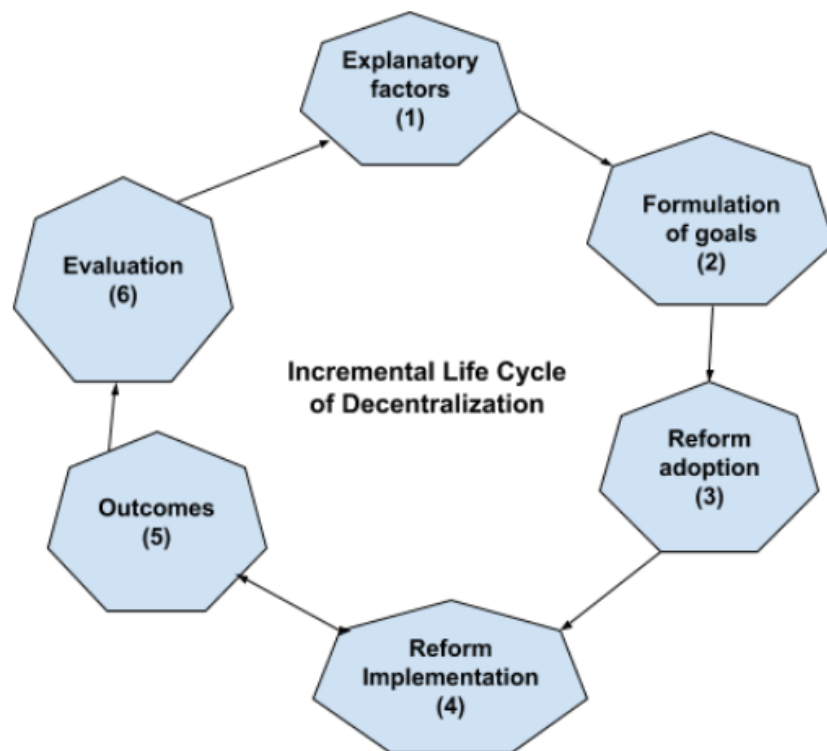 Explanatory
factors
(1)
Formulation
of goals
(2)
Reform
adoption
(3)
Reform
Implementation
(4)
Outcomes
(5)
Evaluation
(6)
Incremental Life Cycle
of Decentralization